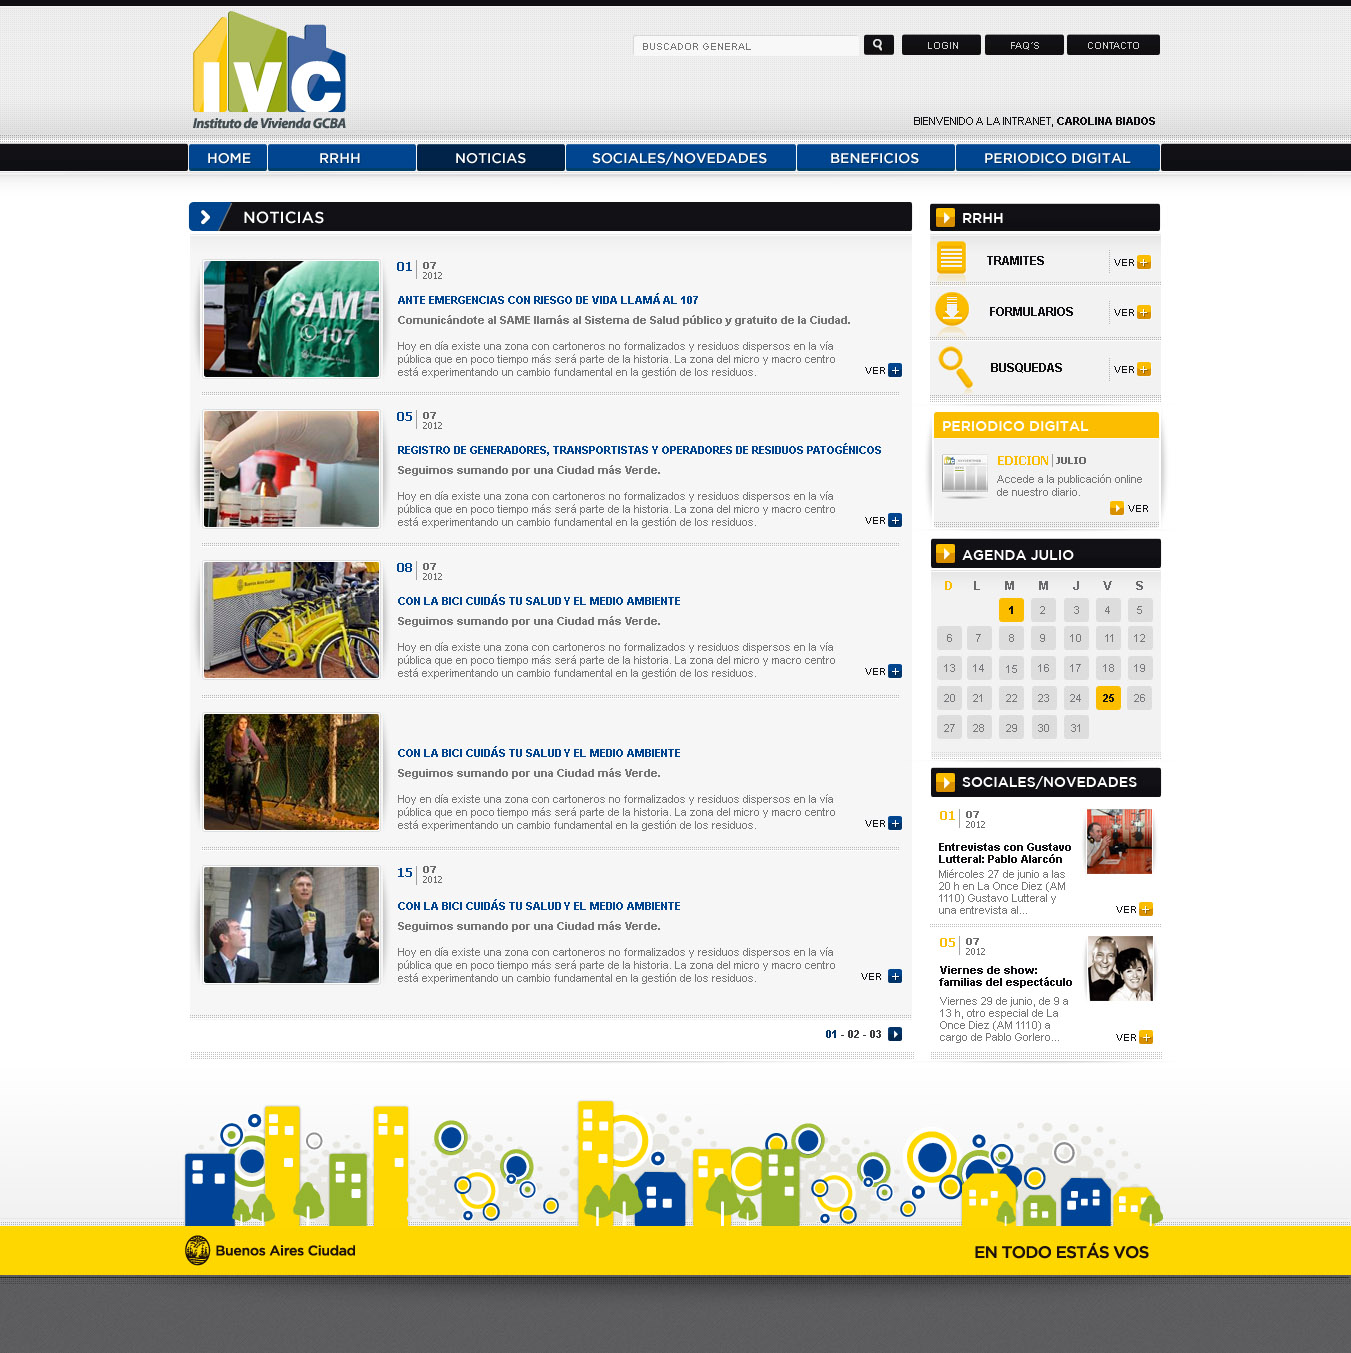 ivc
Instituto de Vivienda GCBA
BUSCADOR GENERAL
LOGIN
FAQ'S
CONTACTO
BIENVENIDO A LA INTRANET, CAROLINA BIADOS
HOME
RRHH
NOTICIAS
SOCIALES/NOVEDADES
BENEFICIOS
PERIODICO DIGITAL
NOTICIAS
SAME
107
01 07
2012
ANTE EMERGENCIAS CON RIESGO DE VIDA LLAMÁ AL 107
Comunicándote al SAME llamás al Sistema de Salud público y gratuito de la Ciudad.
Hoy en día existe una zona con cartoneros no formalizados y residuos dispersos en la vía
pública que en poco tiempo más será parte de la historia. La zona del micro y macro centro
está experimentando un cambio fundamental en la gestión de los residuos.
VER
05 07
2012
REGISTRO DE GENERADORES, TRANSPORTISTAS Y OPERADORES DE RESIDUOS PATOGÉNICOS
Seguimos sumando por una Ciudad más Verde.
Hoy en día existe una zona con cartoneros no formalizados y residuos dispersos en la vía
pública que en poco tiempo más será parte de la historia. La zona del micro y macro centro
está experimentando un cambio fundamental en la gestión de los residuos.
VER
Buenos Aires Ciudad
08 07
2012
CON LA BICI CUIDÁS TU SALUD Y EL MEDIO AMBIENTE
Seguimos sumando por una Ciudad más Verde.
Hoy en día existe una zona con cartoneros no formalizados y residuos dispersos en la vía
pública que en poco tiempo más será parte de la historia. La zona del micro y macro centro
está experimentando un cambio fundamental en la gestión de los residuos.
VER
CON LA BICI CUIDÁS TU SALUD Y EL MEDIO AMBIENTE
Seguimos sumando por una Ciudad más Verde.
Hoy en día existe una zona con cartoneros no formalizados y residuos dispersos en la vía
pública que en poco tiempo más será parte de la historia. La zona del micro y macro centro
está experimentando un cambio fundamental en la gestión de los residuos.
VER
15 07
2012
CON LA BICI CUIDÁS TU SALUD Y EL MEDIO AMBIENTE
Seguimos sumando por una Ciudad más Verde.
Hoy en día existe una zona con cartoneros no formalizados y residuos dispersos en la vía
pública que en poco tiempo más será parte de la historia. La zona del micro y macro centro
está experimentando un cambio fundamental en la gestión de los residuos.
VER
01 - 02 - 03
RRHH
TRAMITES
VER
FORMULARIOS
VER
BUSQUEDAS
VER
PERIODICO DIGITAL
EDICION JULIO
Accede a la publicación online
de nuestro diario.
VER
AGENDA JULIO
D L M M J V S
1 2 3 4 5
6 7 8 9 10 11 12
13 14 15 16 17 18 19
20 21 22 23 24 25 26
27 28 29 30 31
SOCIALES/NOVEDADES
01 07
2012
Entrevistas con Gustavo
Lutteral: Pablo Alarcón
Miércoles 27 de junio a las
20 h en La Once Diez (AM
1110) Gustavo Lutteral y
una entrevista al...
VER
05 07
2012
Viernes de show:
familias del espectáculo
Viernes 29 de junio, de 9 a
13 h, otro especial de La
Once Diez (AM 1110) a
cargo de Pablo Gorlero...
VER
Buenos Aires Ciudad
EN TODO ESTÁS VOS